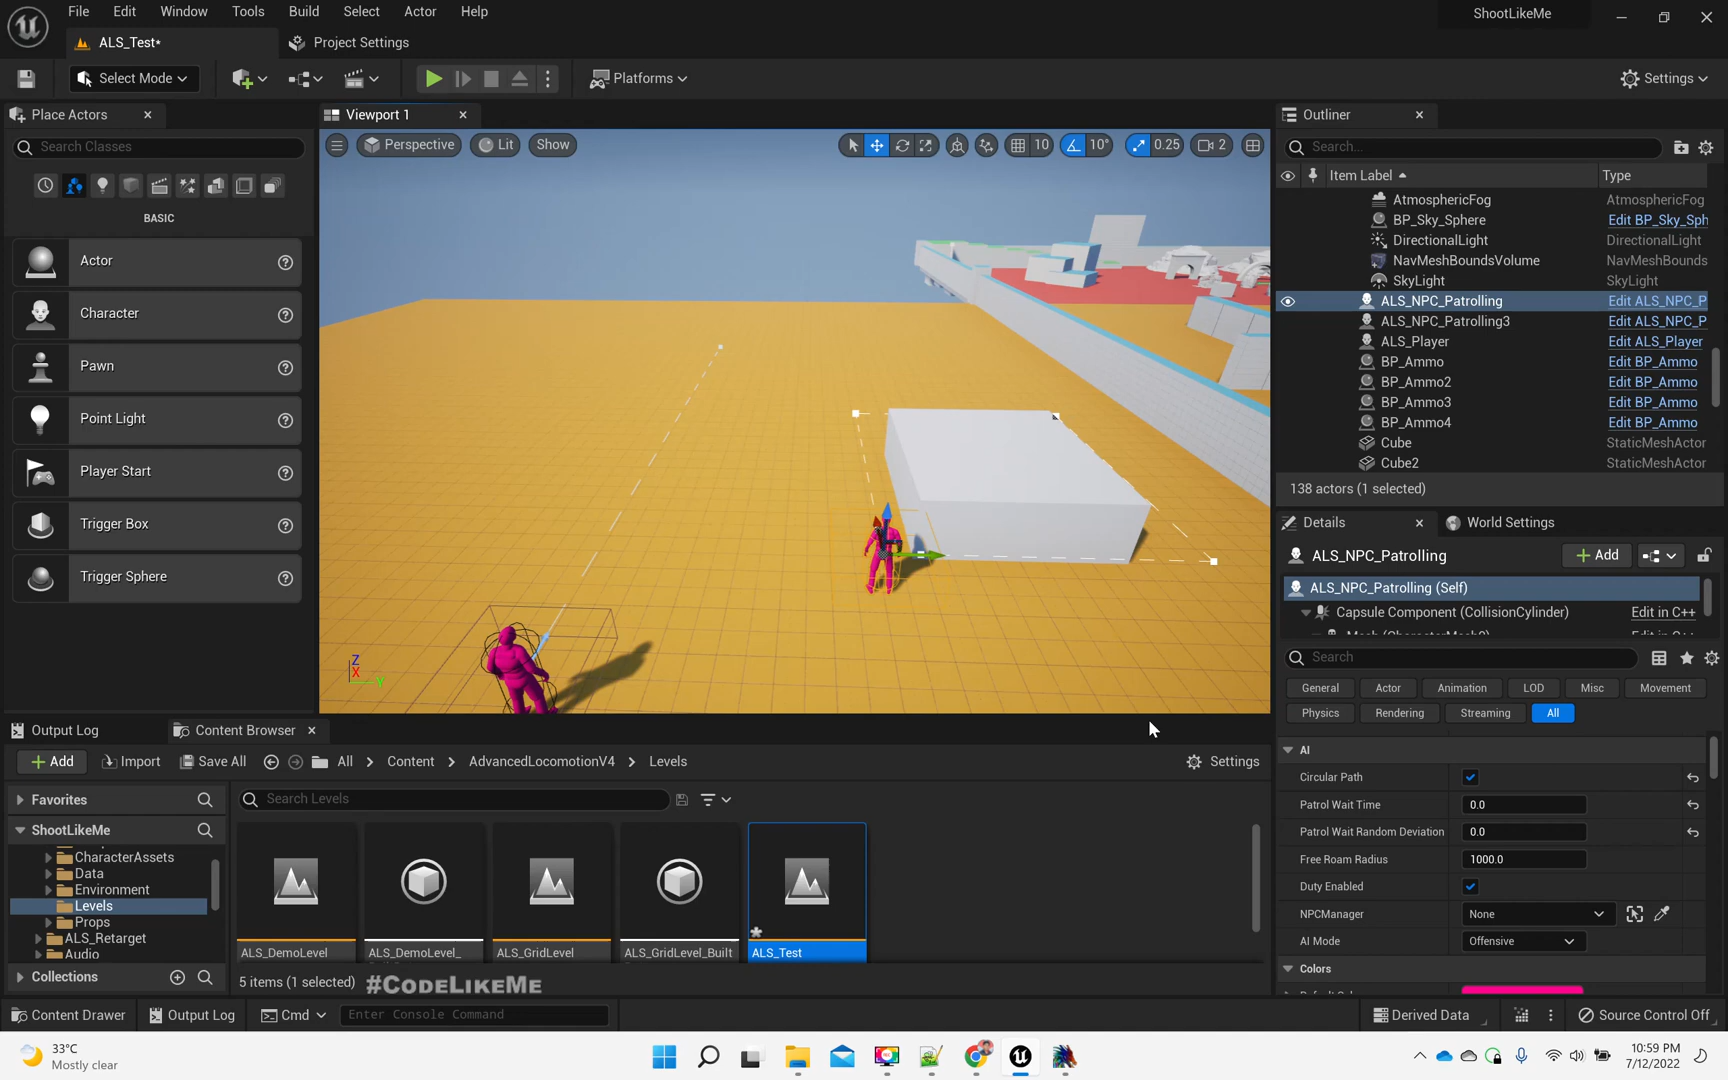 File Edit Window Tools Build Select Actor Help ShootLikeMe
ALS_Test* Project Settings
Select Mode Platforms Settings
Place Actors Viewport 1 Outliner
Search Classes
Perspective Lit Show 10 10° 0.25 2
Search...
Item Label Type
BASIC
Actor
Character
Pawn
Point Light
Player Start
Trigger Box
Trigger Sphere
AtmosphericFog AtmosphericFog
BP_Sky_Sphere Edit BP_Sky_Sph
DirectionalLight DirectionalLight
NavMeshBoundsVolume NavMeshBounds
SkyLight SkyLight
ALS_NPC_Patrolling Edit ALS_NPC_P
ALS_NPC_Patrolling3 Edit ALS_NPC_P
ALS_Player Edit ALS_Player
BP_Ammo Edit BP_Ammo
BP_Ammo2 Edit BP_Ammo
BP_Ammo3 Edit BP_Ammo
BP_Ammo4 Edit BP_Ammo
Cube StaticMeshActor
Cube2 StaticMeshActor
138 actors (1 selected)
Details World Settings
ALS_NPC_Patrolling Add
ALS_NPC_Patrolling (Self)
Capsule Component (CollisionCylinder) Edit in C++
Search
General Actor Animation LOD Misc Movement
Physics Rendering Streaming All
AI
Circular Path
Patrol Wait Time 0.0
Patrol Wait Random Deviation 0.0
Free Roam Radius 1000.0
Duty Enabled
NPCManager None
AI Mode Offensive
Colors
Z
X
Y
Output Log Content Browser
Add Import Save All All Content AdvancedLocomotionV4 Levels Settings
Favorites Search Levels
ShootLikeMe
CharacterAssets
Data
Environment
Levels
Props
ALS_Retarget
Audio
Collections
ALS_DemoLevel ALS_DemoLevel_ ALS_GridLevel ALS_GridLevel_Built ALS_Test
5 items (1 selected) #CODELIKEME
Content Drawer Output Log Cmd Enter Console Command Derived Data Source Control Off
33°C
Mostly clear
10:59 PM
7/12/2022